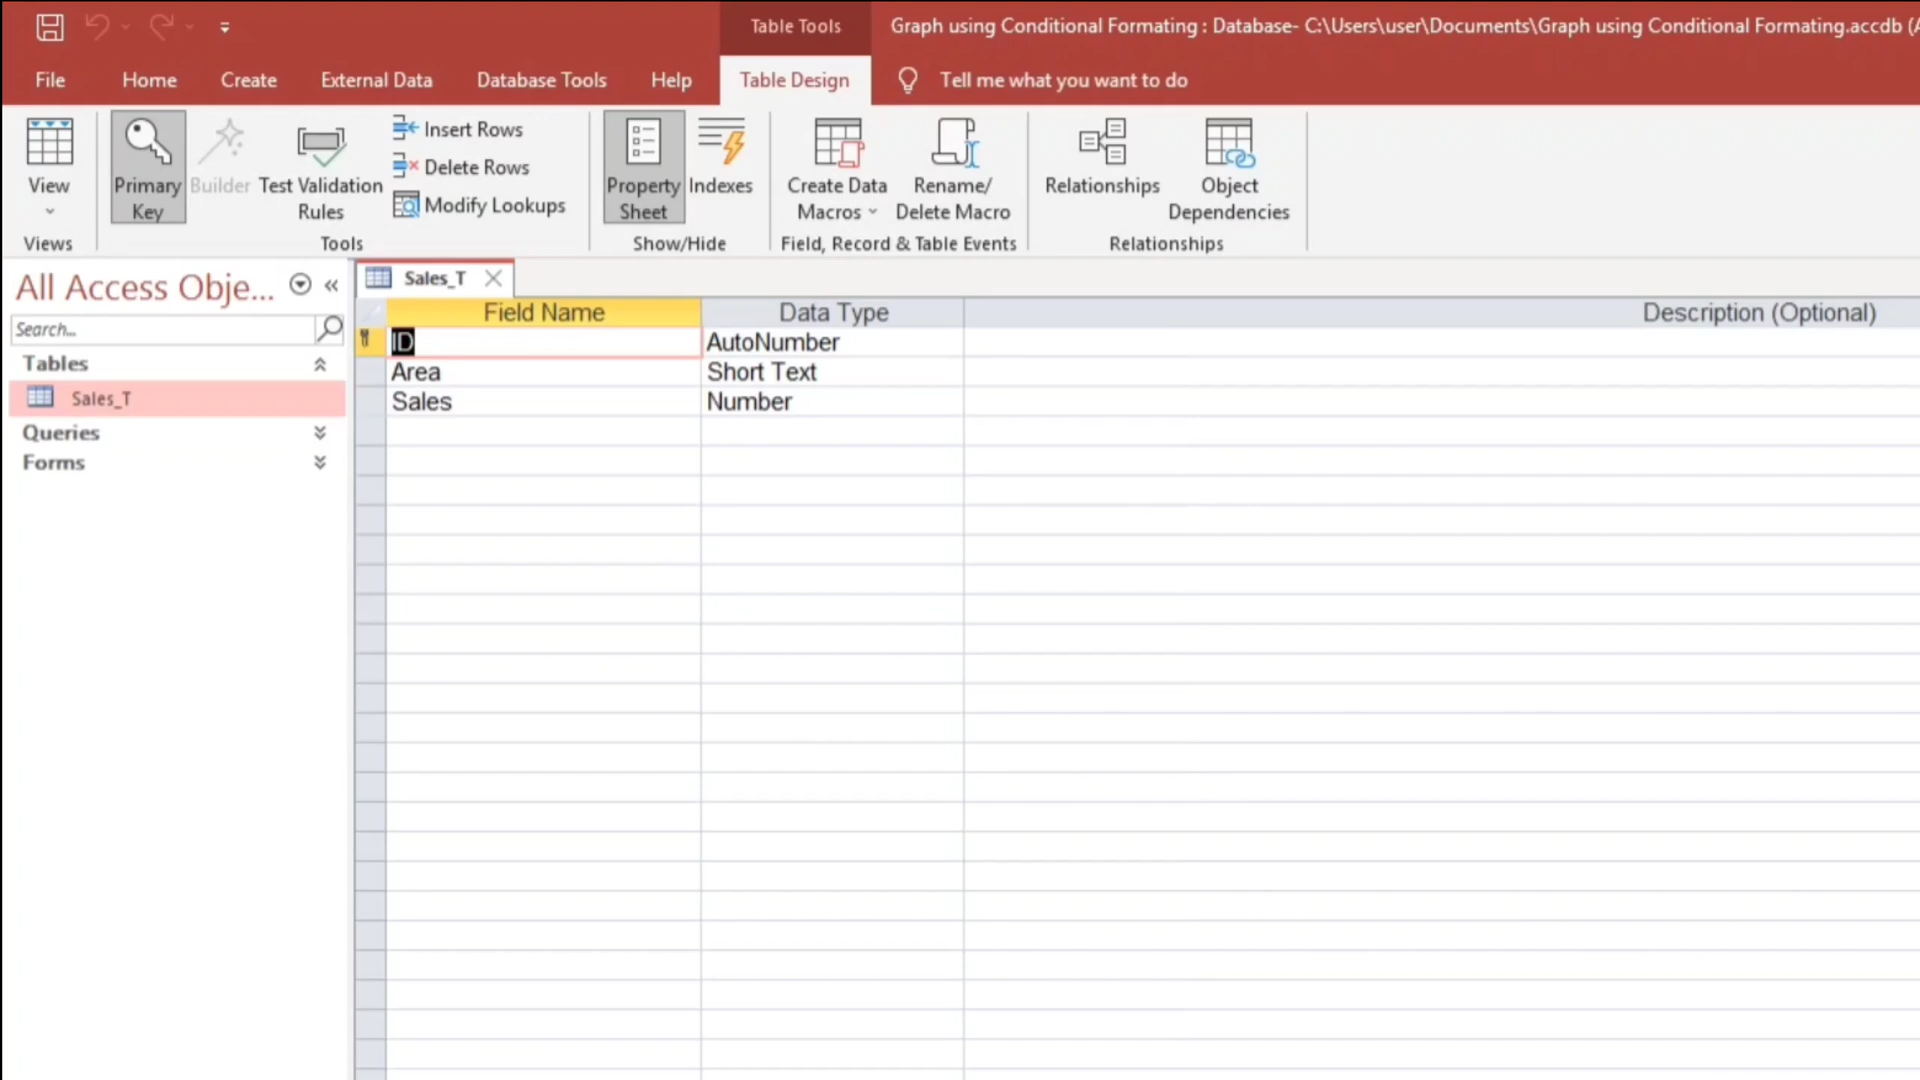 Table Tools
Graph using Conditional Formating : Database- C:\Users\user\Documents\Graph using Conditional Formating.accdb (A
File Home Create External Data Database Tools Help Table Design Tell me what you want to do
View
Primary Key
Builder
Test Validation Rules
Insert Rows
Delete Rows
Modify Lookups
Property Sheet
Indexes
Create Data Macros
Rename/ Delete Macro
Relationships
Object Dependencies
Views Tools Show/Hide Field, Record & Table Events Relationships
All Access Obje... «
Search...
Tables
Sales_T
Queries
Forms
Sales_T
Field Name Data Type Description (Optional)
ID AutoNumber
Area Short Text
Sales Number